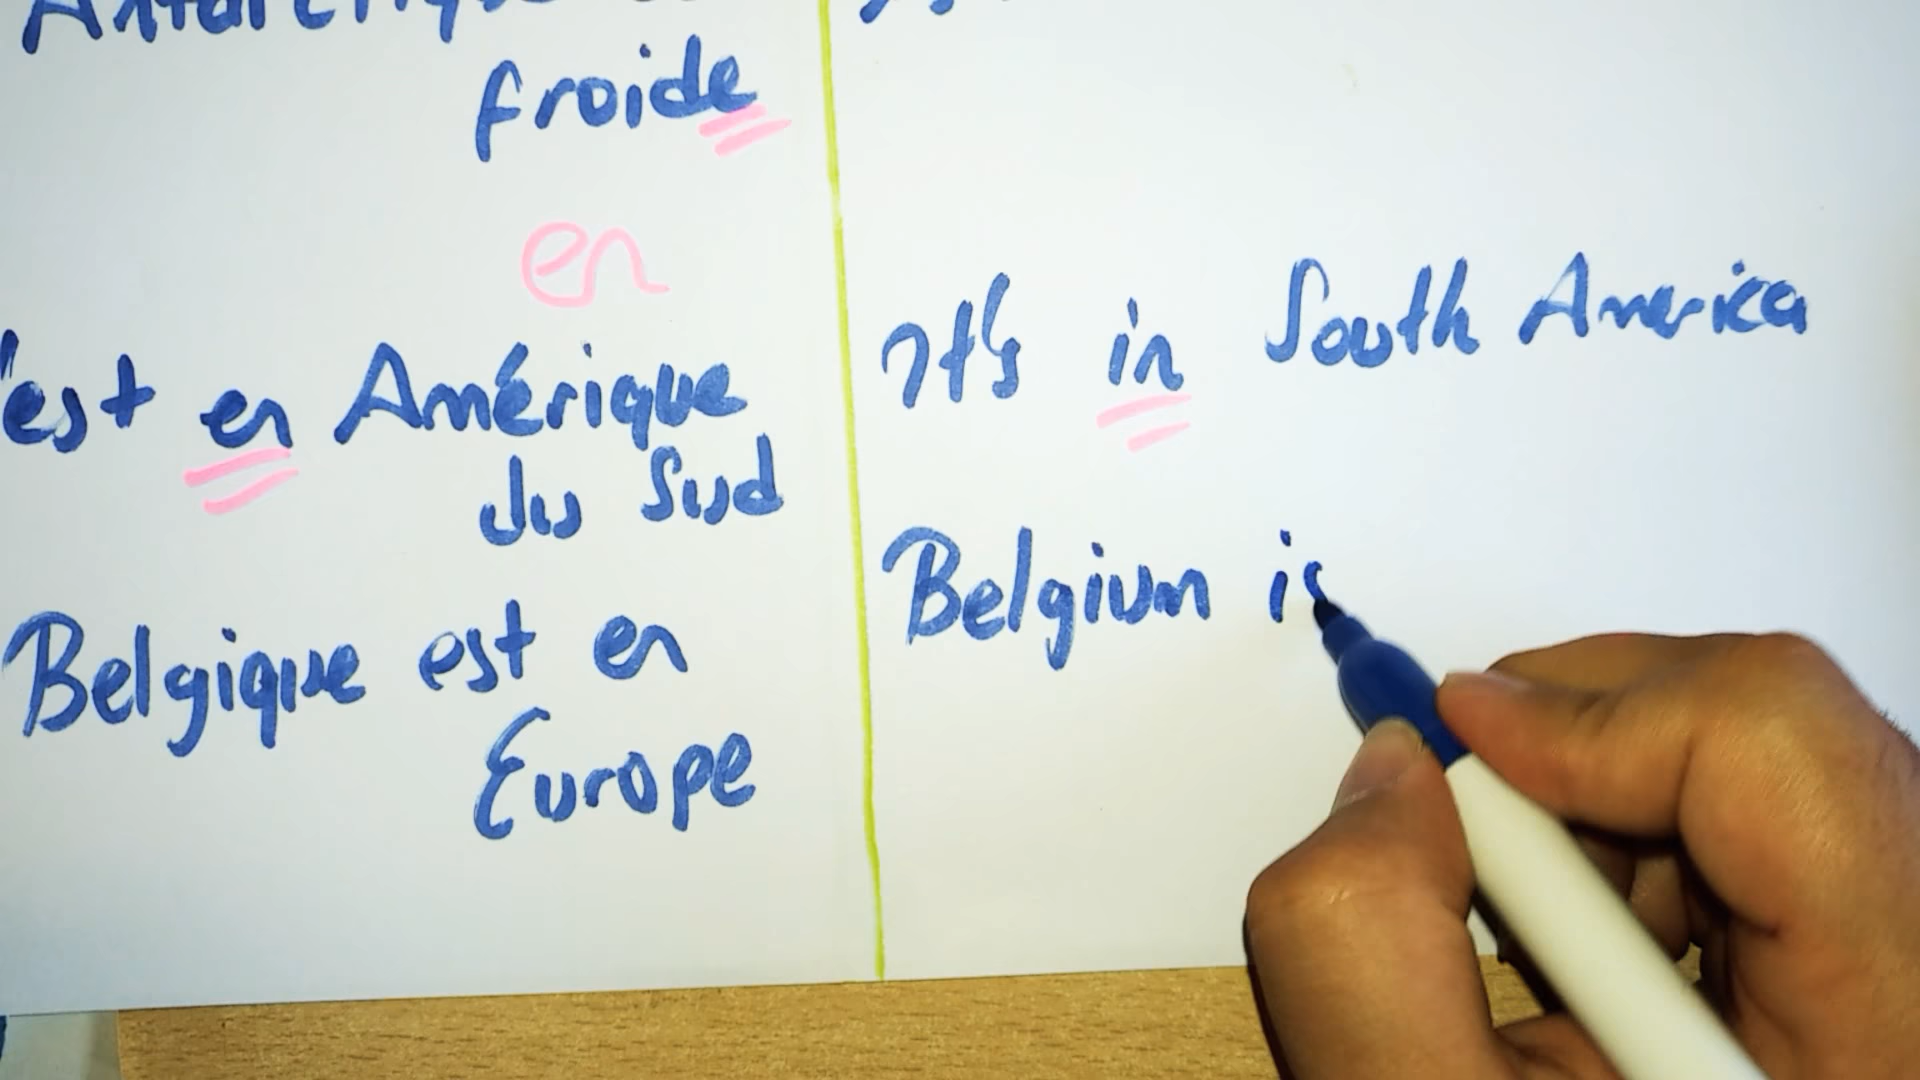 froide
en
est en Amérique
du Sud
It's in South America
Belgique est en
Europe
Belgium is